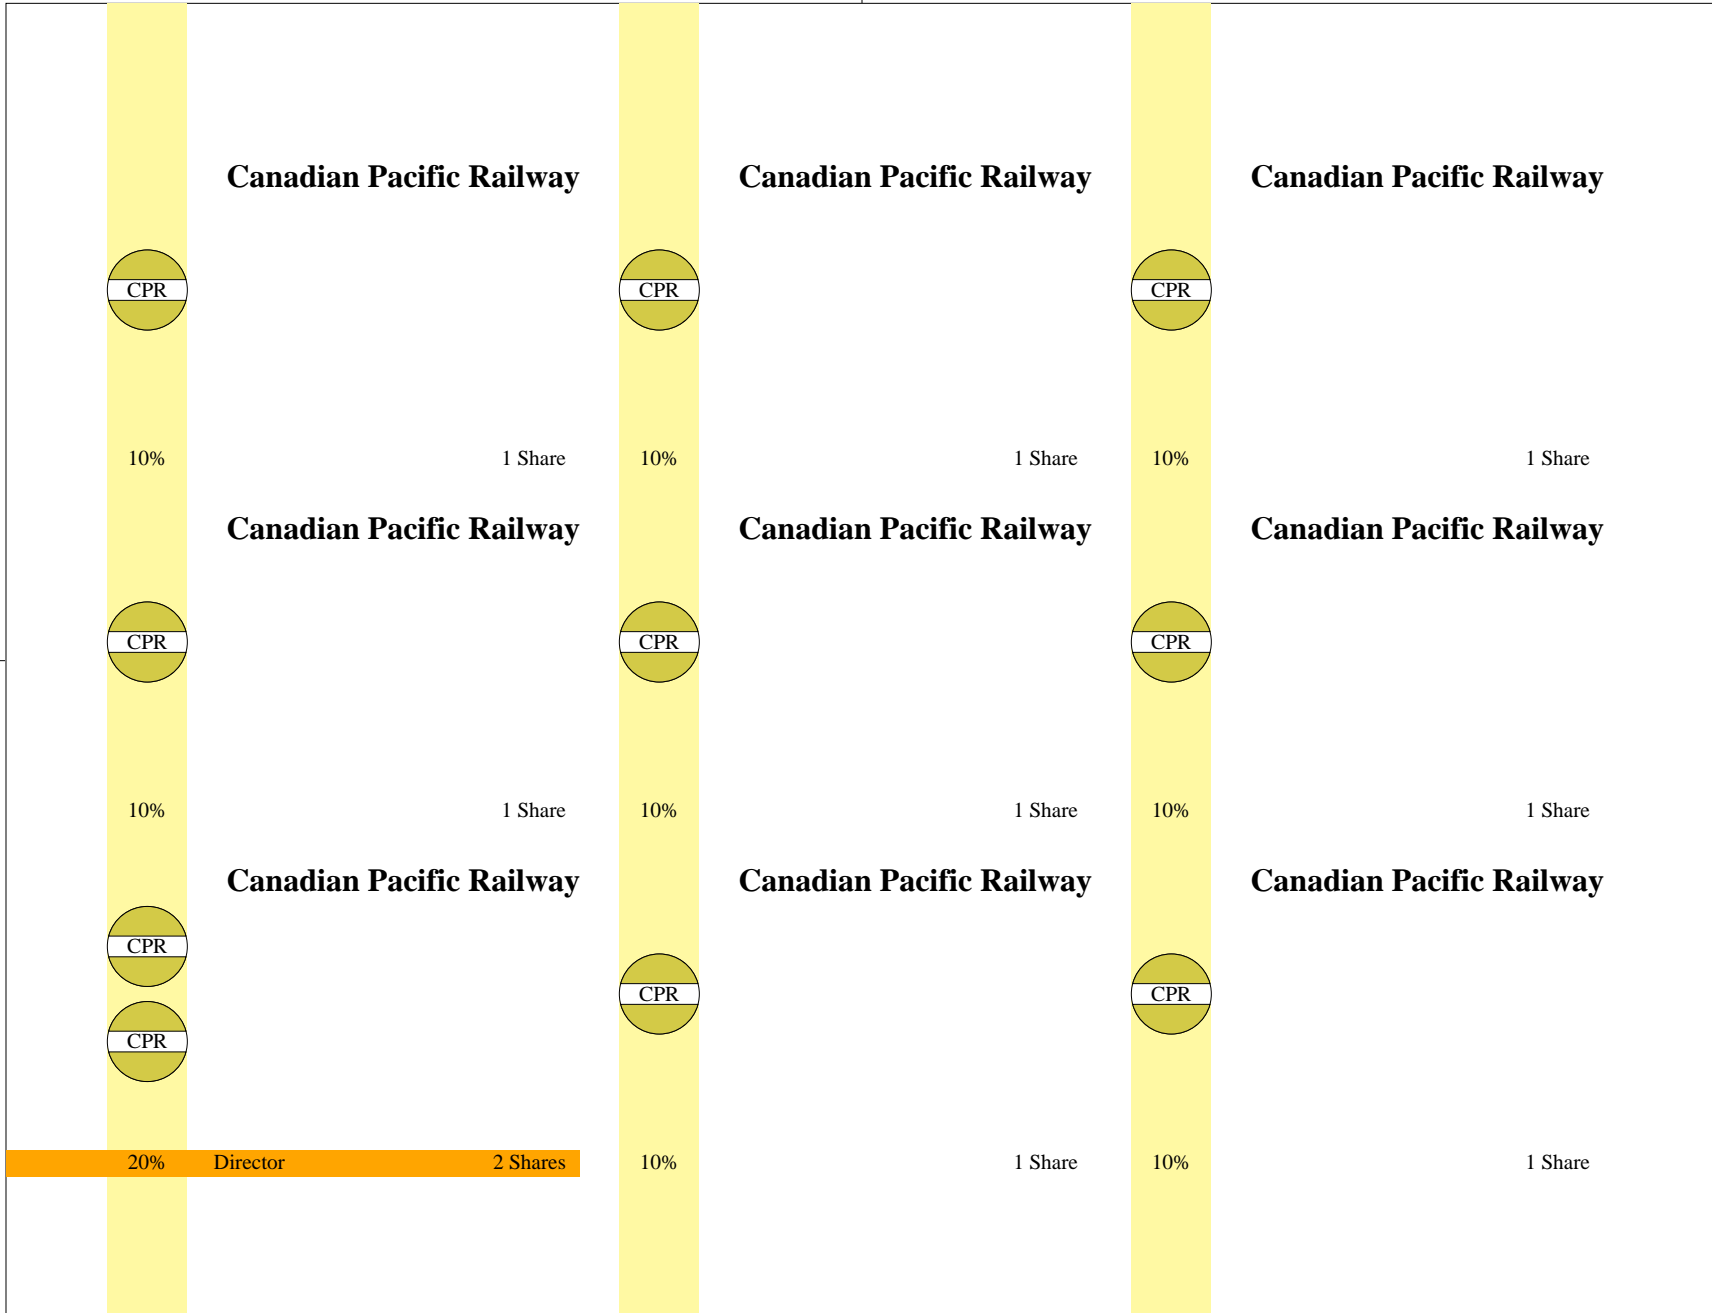 Canadian Pacific Railway Canadian Pacific Railway Canadian Pacific Railway
CPR CPR CPR
10% 1 Share 10% 1 Share 10% 1 Share
Canadian Pacific Railway Canadian Pacific Railway Canadian Pacific Railway
CPR CPR CPR
10% 1 Share 10% 1 Share 10% 1 Share
Canadian Pacific Railway Canadian Pacific Railway Canadian Pacific Railway
CPR
CPR CPR
CPR
20% Director 2 Shares 10% 1 Share 10% 1 Share